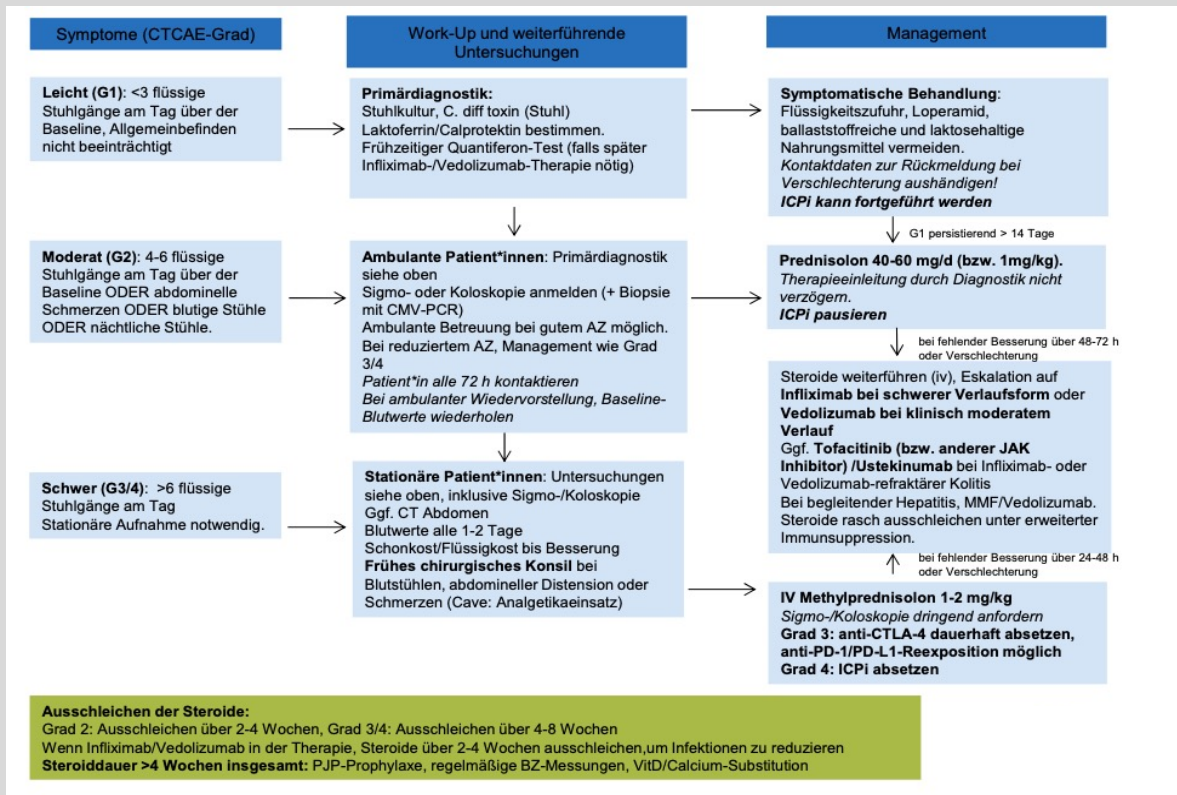 Symptome (CTCAE-Grad)
Work-Up und weiterführende
Untersuchungen
Management
Leicht (G1): <3 flüssige
Stuhlgänge am Tag über der
Baseline, Allgemeinbefinden
nicht beeinträchtigt
Primärdiagnostik:
Stuhlkultur, C. diff toxin (Stuhl)
Laktoferrin/Calprotektin bestimmen.
Frühzeitiger Quantiferon-Test (falls später
Infliximab-/Vedolizumab-Therapie nötig)
Symptomatische Behandlung:
Flüssigkeitszufuhr, Loperamid,
ballaststoffreiche und laktosehaltige
Nahrungsmittel vermeiden.
Kontaktdaten zur Rückmeldung bei
Verschlechterung aushändigen!
ICPi kann fortgeführt werden
G1 persistierend > 14 Tage
Moderat (G2): 4-6 flüssige
Stuhlgänge am Tag über der
Baseline ODER abdominelle
Schmerzen ODER blutige Stühle
ODER nächtliche Stühle.
Ambulante Patient*innen: Primärdiagnostik
siehe oben
Sigmo- oder Koloskopie anmelden (+ Biopsie
mit CMV-PCR)
Ambulante Betreuung bei gutem AZ möglich.
Bei reduziertem AZ, Management wie Grad
3/4
Patient*in alle 72 h kontaktieren
Bei ambulanter Wiedervorstellung, Baseline-
Blutwerte wiederholen
Prednisolon 40-60 mg/d (bzw. 1mg/kg).
Therapieeinleitung durch Diagnostik nicht
verzögern.
ICPi pausieren
bei fehlender Besserung über 48-72 h
oder Verschlechterung
Steroide weiterführen (iv), Eskalation auf
Infliximab bei schwerer Verlaufsform oder
Vedolizumab bei klinisch moderatem
Verlauf
Ggf. Tofacitinib (bzw. anderer JAK
Inhibitor) /Ustekinumab bei Infliximab- oder
Vedolizumab-refraktärer Kolitis
Bei begleitender Hepatitis, MMF/Vedolizumab.
Steroide rasch ausschleichen unter erweiterter
Immunsuppression.
Schwer (G3/4): >6 flüssige
Stuhlgänge am Tag
Stationäre Aufnahme notwendig.
Stationäre Patient*innen: Untersuchungen
siehe oben, inklusive Sigmo-/Koloskopie
Ggf. CT Abdomen
Blutwerte alle 1-2 Tage
Schonkost/Flüssigkost bis Besserung
Frühes chirurgisches Konsil bei
Blutstühlen, abdomineller Distension oder
Schmerzen (Cave: Analgetikaeinsatz)
bei fehlender Besserung über 24-48 h
oder Verschlechterung
IV Methylprednisolon 1-2 mg/kg
Sigmo-/Koloskopie dringend anfordern
Grad 3: anti-CTLA-4 dauerhaft absetzen,
anti-PD-1/PD-L1-Reexposition möglich
Grad 4: ICPi absetzen
Ausschleichen der Steroide:
Grad 2: Ausschleichen über 2-4 Wochen, Grad 3/4: Ausschleichen über 4-8 Wochen
Wenn Infliximab/Vedolizumab in der Therapie, Steroide über 2-4 Wochen ausschleichen,um Infektionen zu reduzieren
Steroiddauer >4 Wochen insgesamt: PJP-Prophylaxe, regelmäßige BZ-Messungen, VitD/Calcium-Substitution